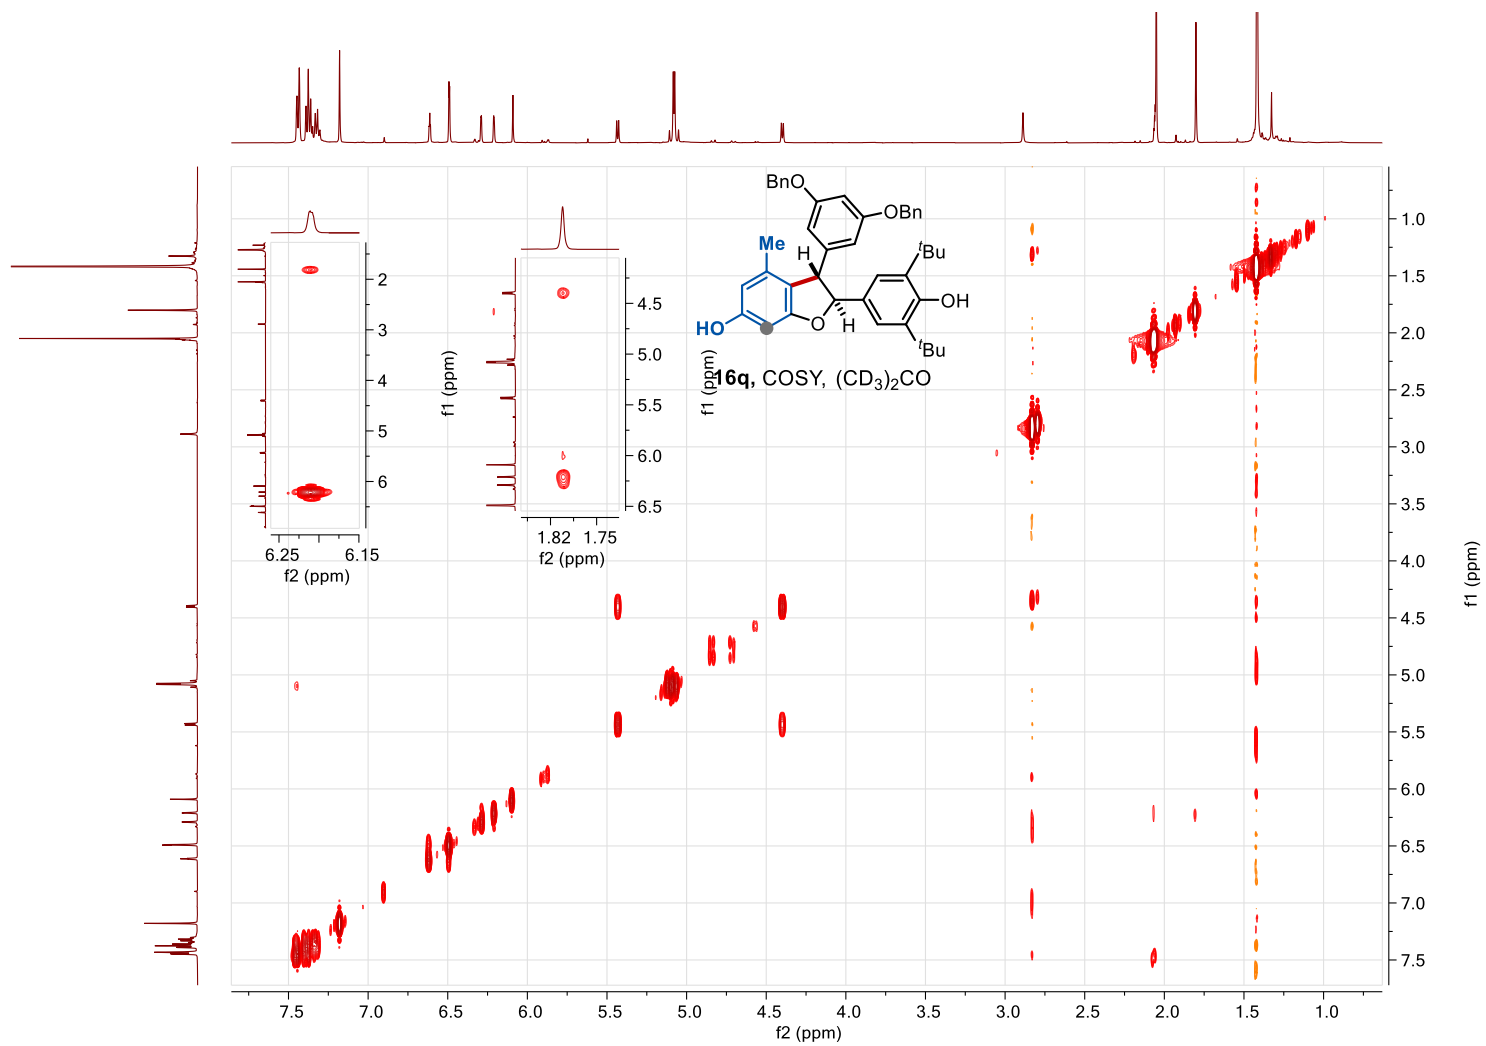 BnO
OBn
Me
H
tBu
OH
HO
O
H
tBu
16q, COSY, (CD3)2CO
2
3
4
5
6
f1 (ppm)
6.25 6.15
f2 (ppm)
4.5
5.0
5.5
6.0
6.5
f1 (ppm)
1.82 1.75
f2 (ppm)
1.0
1.5
2.0
2.5
3.0
3.5
4.0
4.5
5.0
5.5
6.0
6.5
7.0
7.5
f1 (ppm)
7.5 7.0 6.5 6.0 5.5 5.0 4.5 4.0 3.5 3.0 2.5 2.0 1.5 1.0
f2 (ppm)